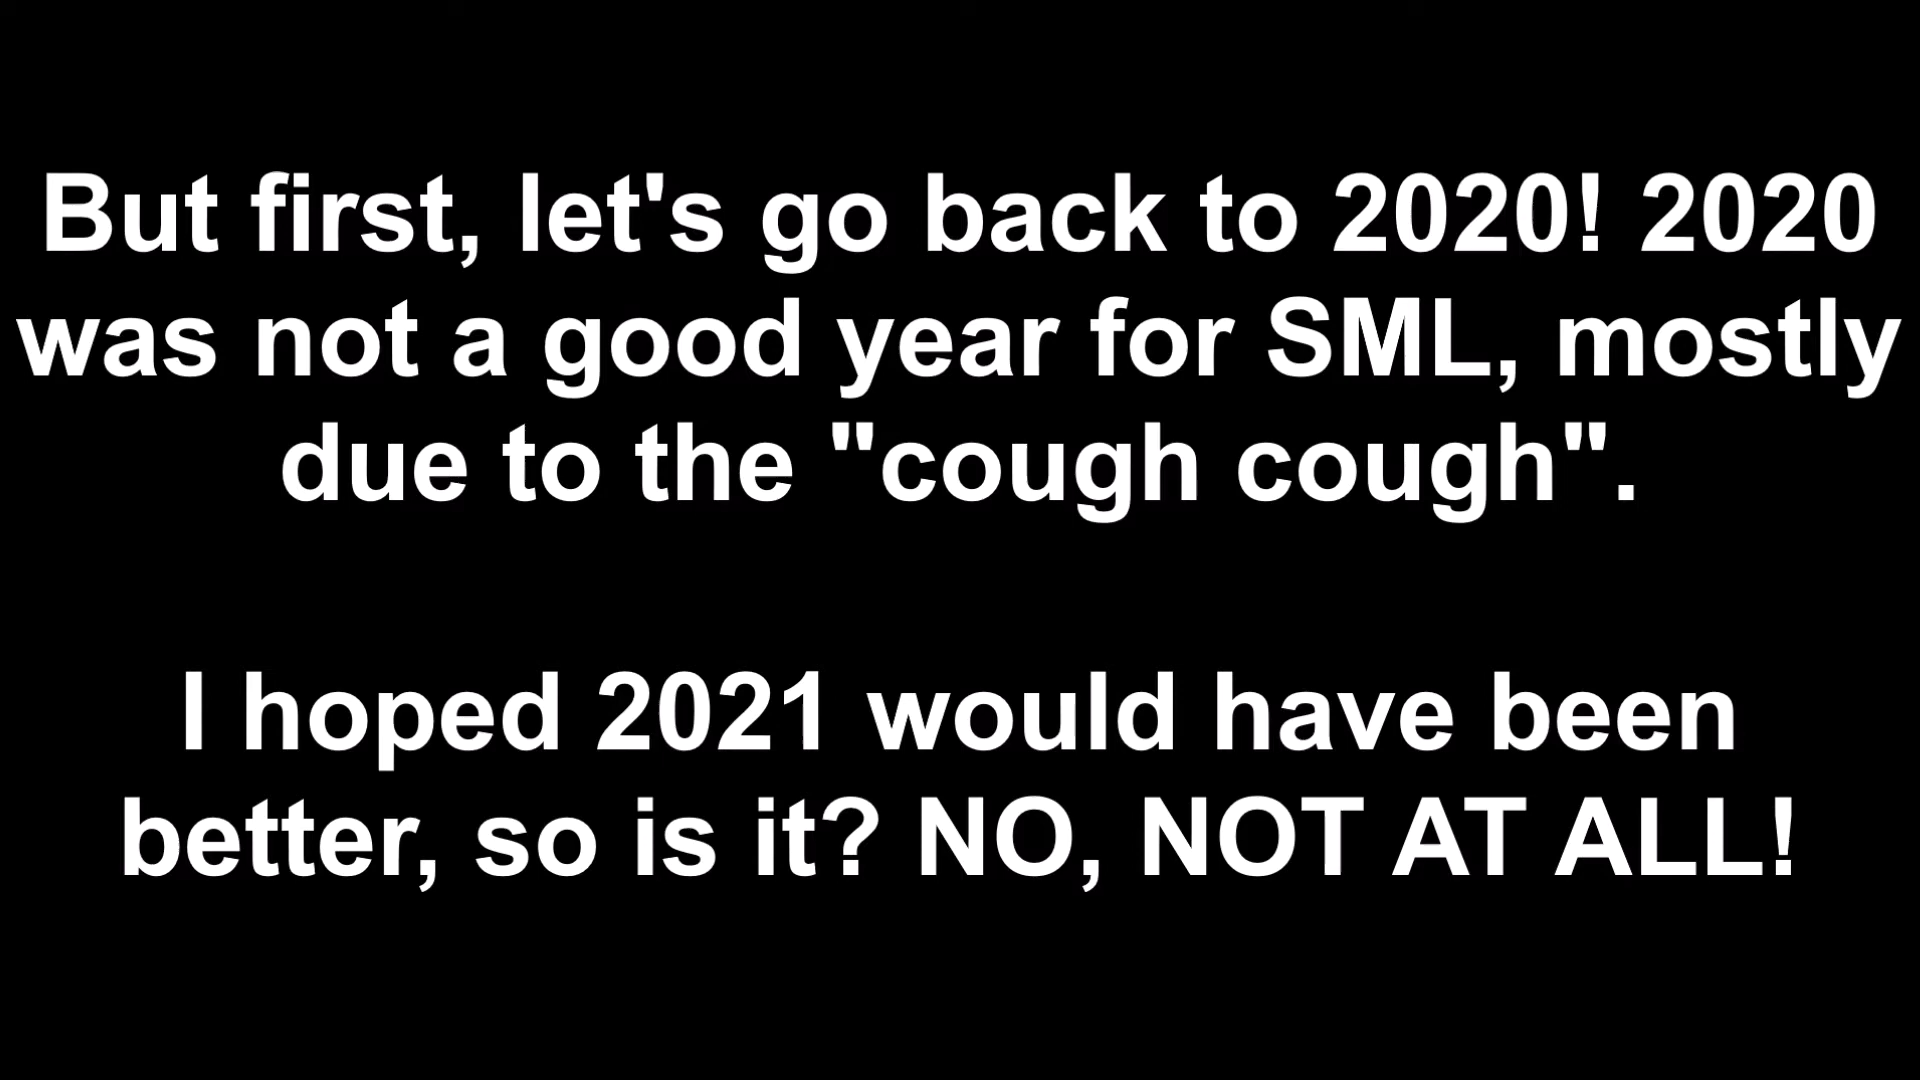 But first, let's go back to 2020! 2020
was not a good year for SML, mostly
due to the "cough cough".
I hoped 2021 would have been
better, so is it? NO, NOT AT ALL!